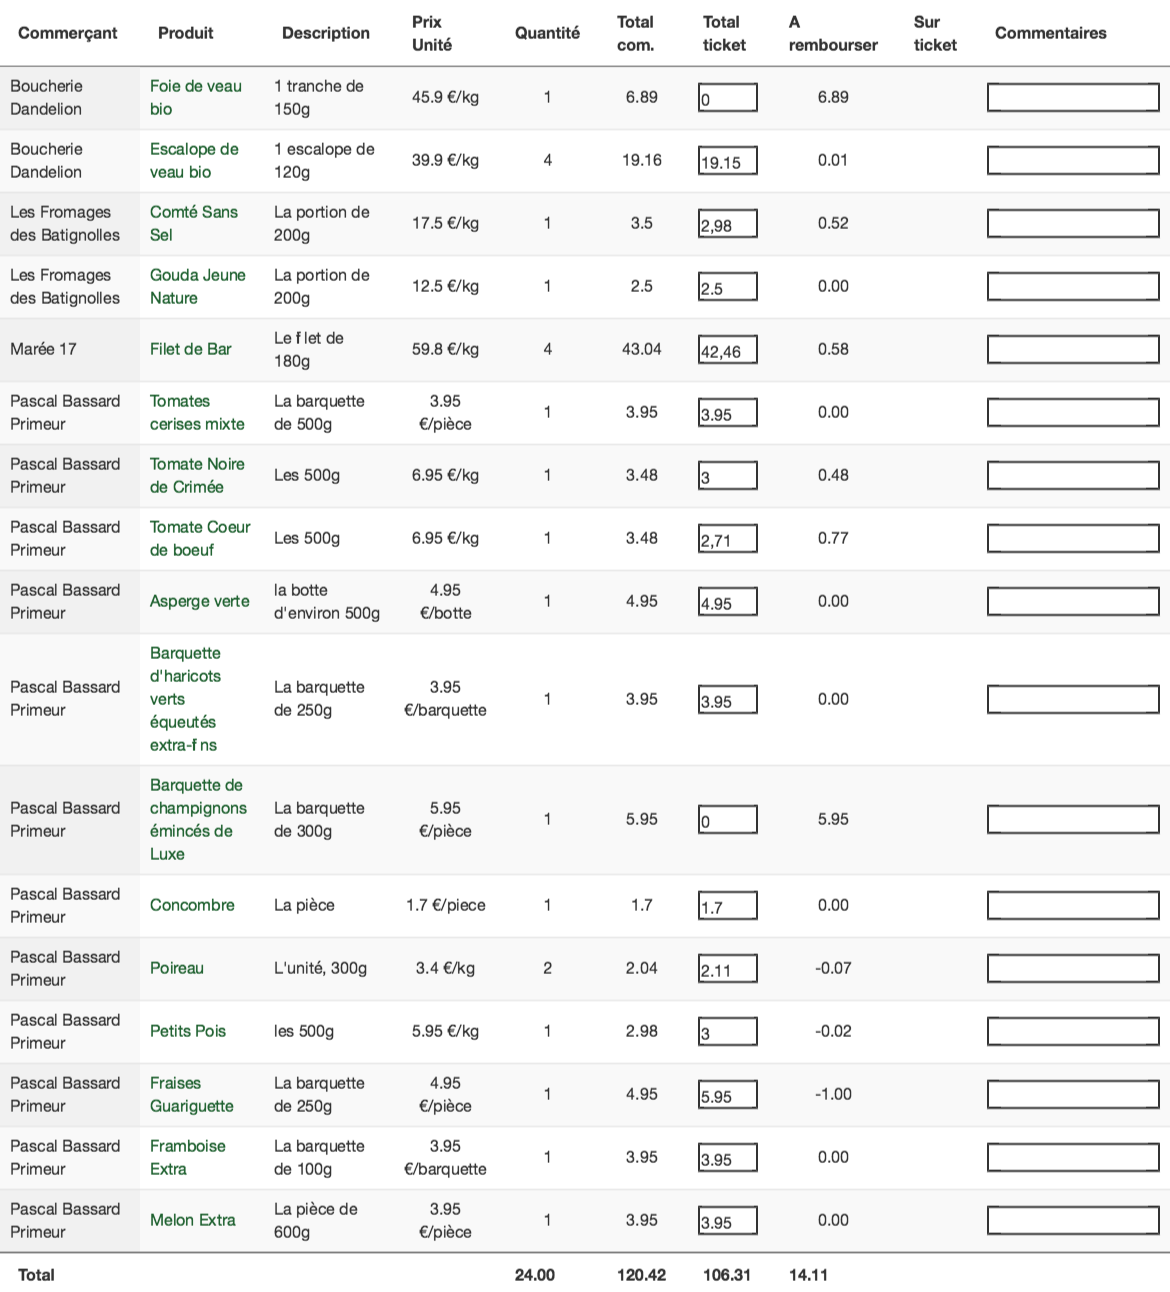 Commerçant Produit Description Prix Unité Quantité Total com. Total ticket A rembourser Sur ticket Commentaires
Boucherie Dandelion Foie de veau bio 1 tranche de 150g 45.9 €/kg 1 6.89 0 6.89
Boucherie Dandelion Escalope de veau bio 1 escalope de 120g 39.9 €/kg 4 19.16 19.15 0.01
Les Fromages des Batignolles Comté Sans Sel La portion de 200g 17.5 €/kg 1 3.5 2,98 0.52
Les Fromages des Batignolles Gouda Jeune Nature La portion de 200g 12.5 €/kg 1 2.5 2.5 0.00
Marée 17 Filet de Bar Le f let de 180g 59.8 €/kg 4 43.04 42,46 0.58
Pascal Bassard Primeur Tomates cerises mixte La barquette de 500g 3.95 €/pièce 1 3.95 3.95 0.00
Pascal Bassard Primeur Tomate Noire de Crimée Les 500g 6.95 €/kg 1 3.48 3 0.48
Pascal Bassard Primeur Tomate Coeur de boeuf Les 500g 6.95 €/kg 1 3.48 2,71 0.77
Pascal Bassard Primeur Asperge verte la botte d'environ 500g 4.95 €/botte 1 4.95 4.95 0.00
Pascal Bassard Primeur Barquette d'haricots verts équeutés extra-f ns La barquette de 250g 3.95 €/barquette 1 3.95 3.95 0.00
Pascal Bassard Primeur Barquette de champignons émincés de Luxe La barquette de 300g 5.95 €/pièce 1 5.95 0 5.95
Pascal Bassard Primeur Concombre La pièce 1.7 €/piece 1 1.7 1.7 0.00
Pascal Bassard Primeur Poireau L'unité, 300g 3.4 €/kg 2 2.04 2.11 -0.07
Pascal Bassard Primeur Petits Pois les 500g 5.95 €/kg 1 2.98 3 -0.02
Pascal Bassard Primeur Fraises Guariguette La barquette de 250g 4.95 €/pièce 1 4.95 5.95 -1.00
Pascal Bassard Primeur Framboise Extra La barquette de 100g 3.95 €/barquette 1 3.95 3.95 0.00
Pascal Bassard Primeur Melon Extra La pièce de 600g 3.95 €/pièce 1 3.95 3.95 0.00
Total 24.00 120.42 106.31 14.11